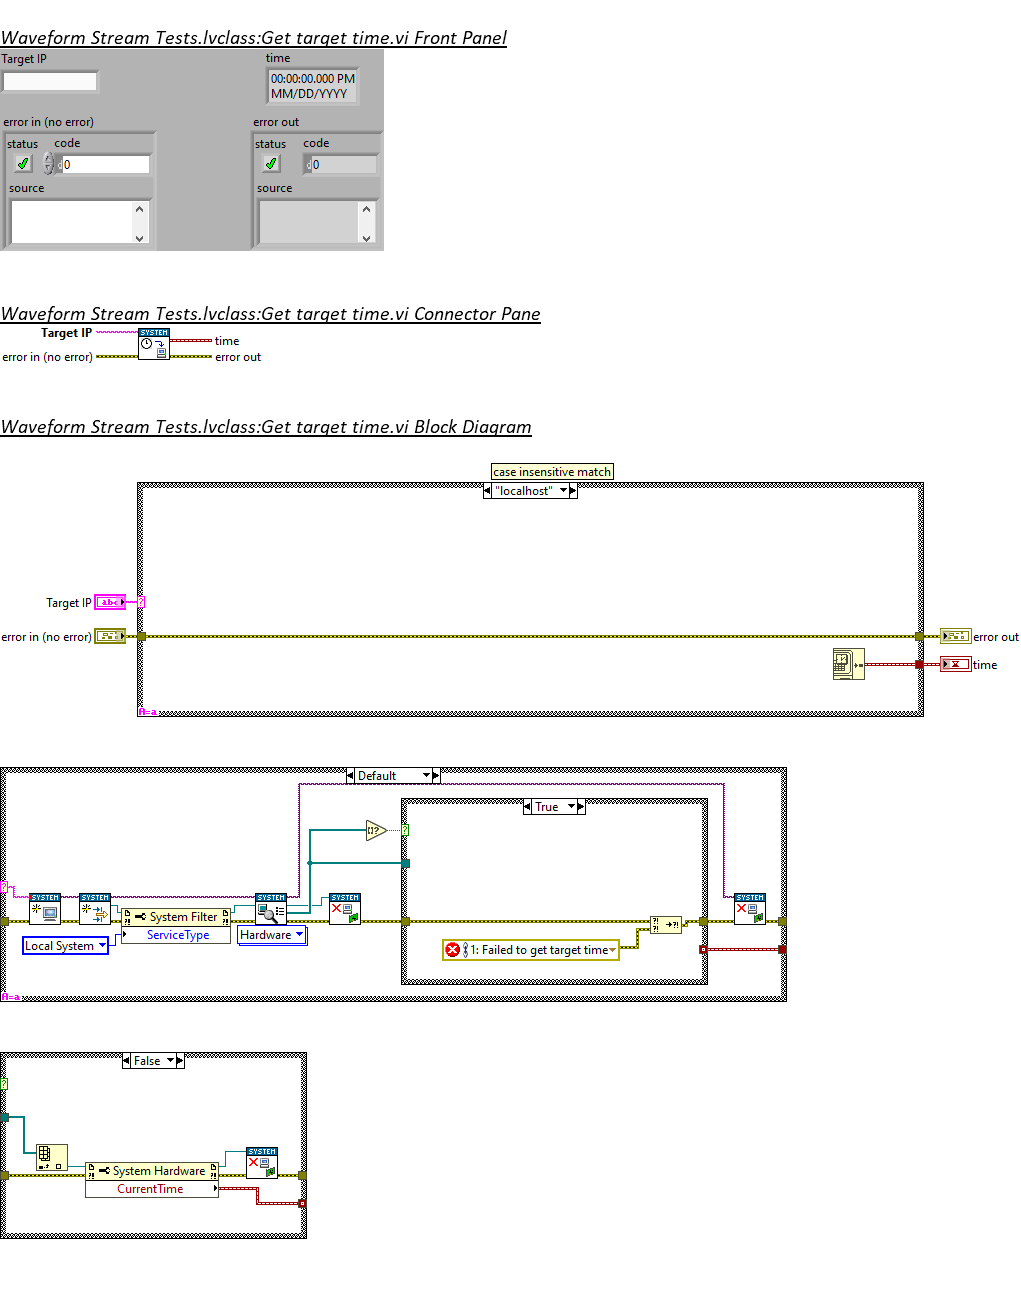 Waveform Stream Tests.lvclass:Get target time.vi Front Panel
Target IP
time
00:00:00.000 PM
MM/DD/YYYY
error in (no error)
error out
status code
0
status code
0
source
source
Waveform Stream Tests.lvclass:Get target time.vi Connector Pane
Target IP
SYSTEM
time
error in (no error)
error out
Waveform Stream Tests.lvclass:Get target time.vi Block Diagram
case insensitive match
"localhost"
Target IP
abc
?
error in (no error)
error out
time
A=a
Default
True
?
?
SYSTEM
SYSTEM
SYSTEM
SYSTEM
SYSTEM
System Filter
ServiceType
Local System
Hardware
1: Failed to get target time
A=a
False
?
SYSTEM
System Hardware
CurrentTime